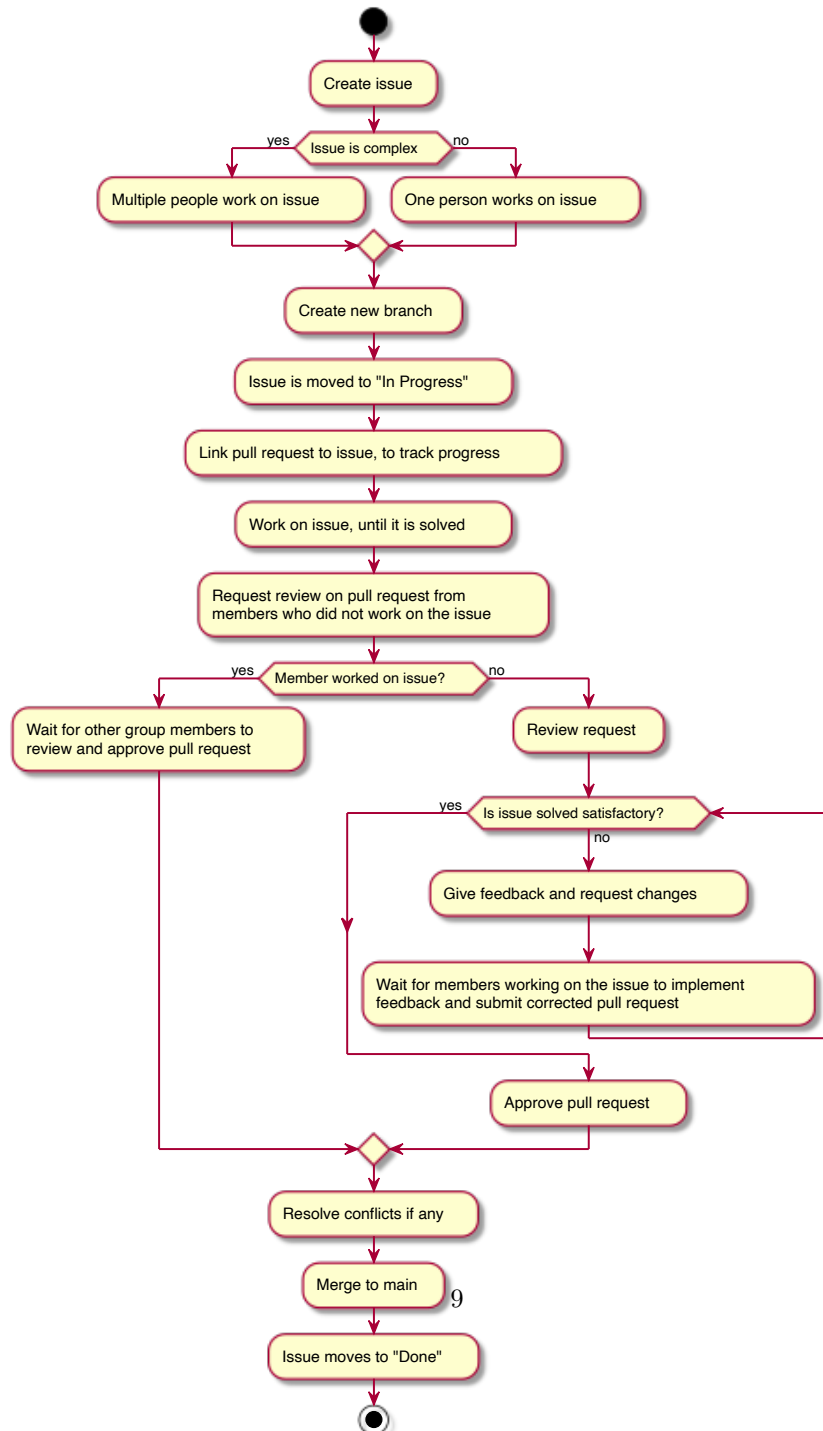 Create issue
yes
Issue is complex
no
Multiple people work on issue
One person works on issue
Create new branch
Issue is moved to "In Progress"
Link pull request to issue, to track progress
Work on issue, until it is solved
Request review on pull request from
members who did not work on the issue
yes
Member worked on issue?
no
Wait for other group members to
review and approve pull request
Review request
yes
Is issue solved satisfactory?
no
Give feedback and request changes
Wait for members working on the issue to implement
feedback and submit corrected pull request
Approve pull request
Resolve conflicts if any
Merge to main
9
Issue moves to "Done"